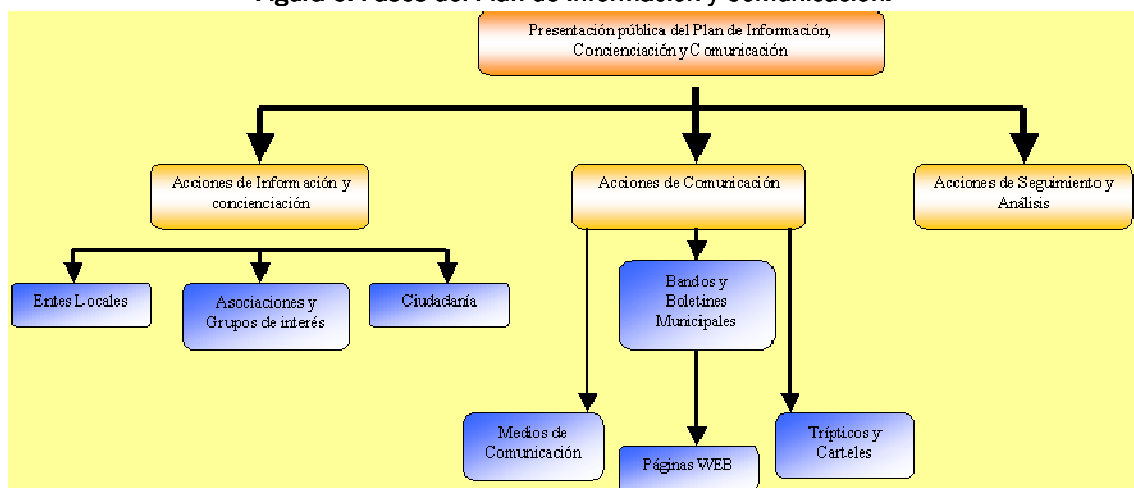 Presentación pública del Plan de Información,
Concienciación y Comunicación
Acciones de Información y
concienciación
Acciones de Comunicación
Acciones de Seguimiento y
Análisis
Entes Locales
Asociaciones y
Grupos de interés
Ciudadanía
Bandos y
Boletines
Municipales
Medios de
Comunicación
Páginas WEB
Trípticos y
Carteles